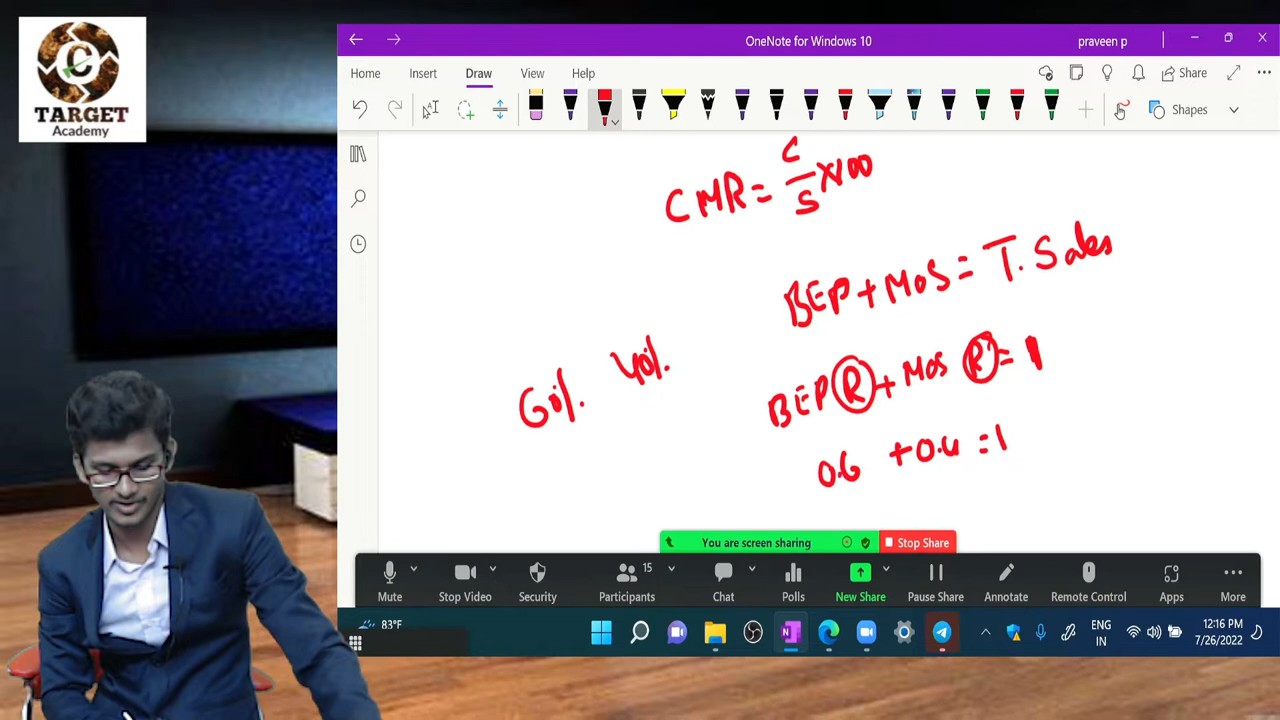 C
TARGET
Academy
OneNote for Windows 10
praveen p
Home Insert Draw View Help
Share
Shapes
CMR = C/S × 100
BEP + MOS = T. Sales
60% 40%
BEP R + MOS R = 1
0.6 + 0.4 = 1
You are screen sharing
Stop Share
15
Mute Stop Video Security Participants Chat Polls New Share Pause Share Annotate Remote Control Apps More
83°F
ENG
IN
12:16 PM
7/26/2022